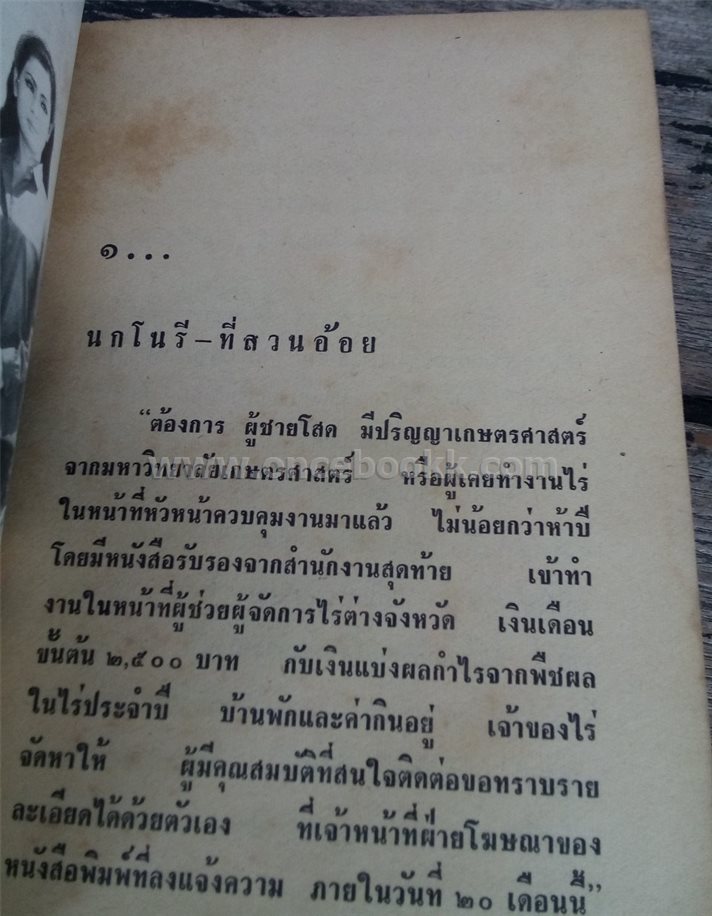 ๑...
นกโนรี–ที่สวนอ้อย
“ต้องการ ผู้ชายโสด มีปริญญาเกษตรศาสตร์
จากมหาวิทยาลัยเกษตรศาสตร์ หรือผู้เคยทำงานไร่
ในหน้าที่หัวหน้าควบคุมงานมาแล้ว ไม่น้อยกว่าห้าปี
โดยมีหนังสือรับรองจากสำนักงานสุดท้าย เข้าทำ
งานในหน้าที่ผู้ช่วยผู้จัดการไร่ต่างจังหวัด เงินเดือน
ขั้นต้น ๒,๕๐๐ บาท กับเงินแบ่งผลกำไรจากพืชผล
ในไร่ประจำปี บ้านพักและค่ากินอยู่ เจ้าของไร่
จัดหาให้ ผู้มีคุณสมบัติที่สนใจติดต่อขอทราบราย
ละเอียดได้ด้วยตัวเอง ที่เจ้าหน้าที่ฝ่ายโฆษณาของ
หนังสือพิมพ์ที่ลงแจ้งความ ภายในวันที่ ๒๐ เดือนนี้”